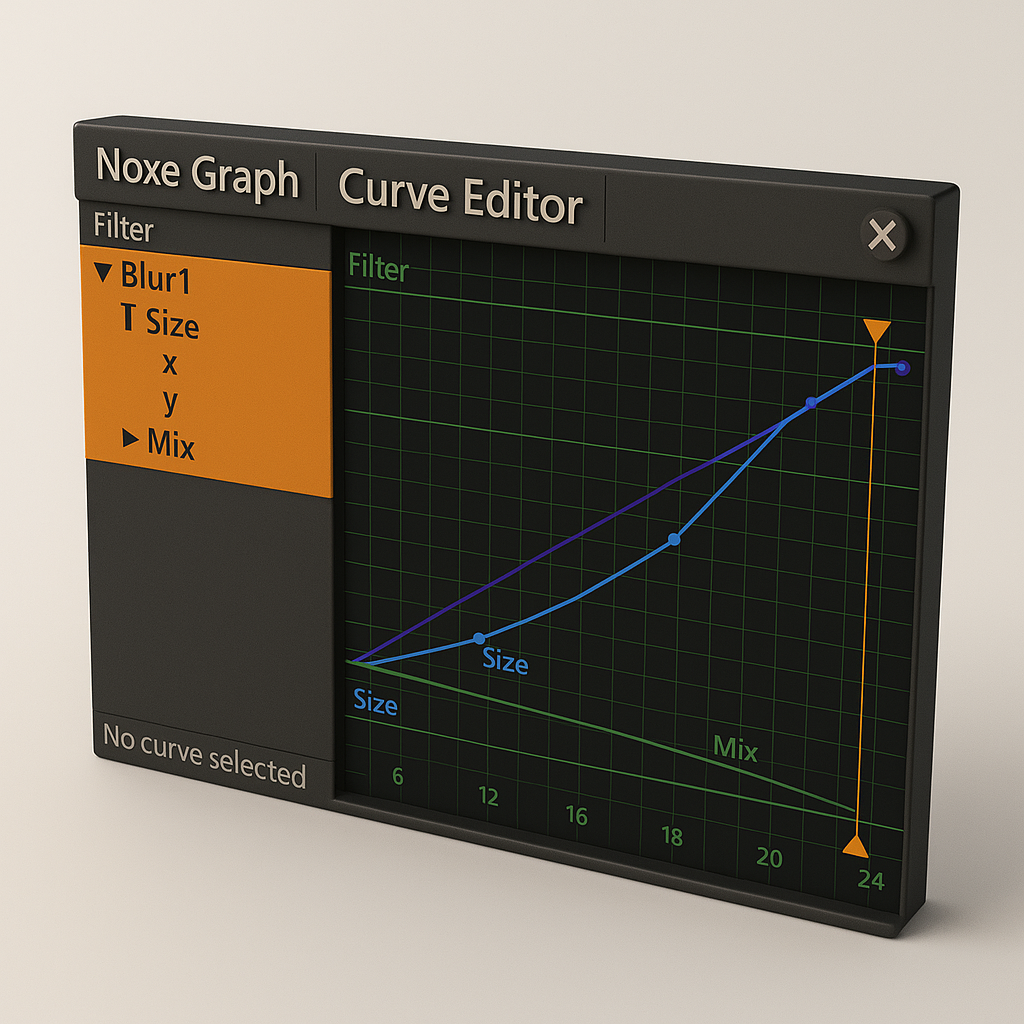 Noxe Graph
Curve Editor
X
Filter
Blur1
T Size
x
y
Mix
No curve selected
Filter
Size
Size
Mix
6 12 16 18 20 24